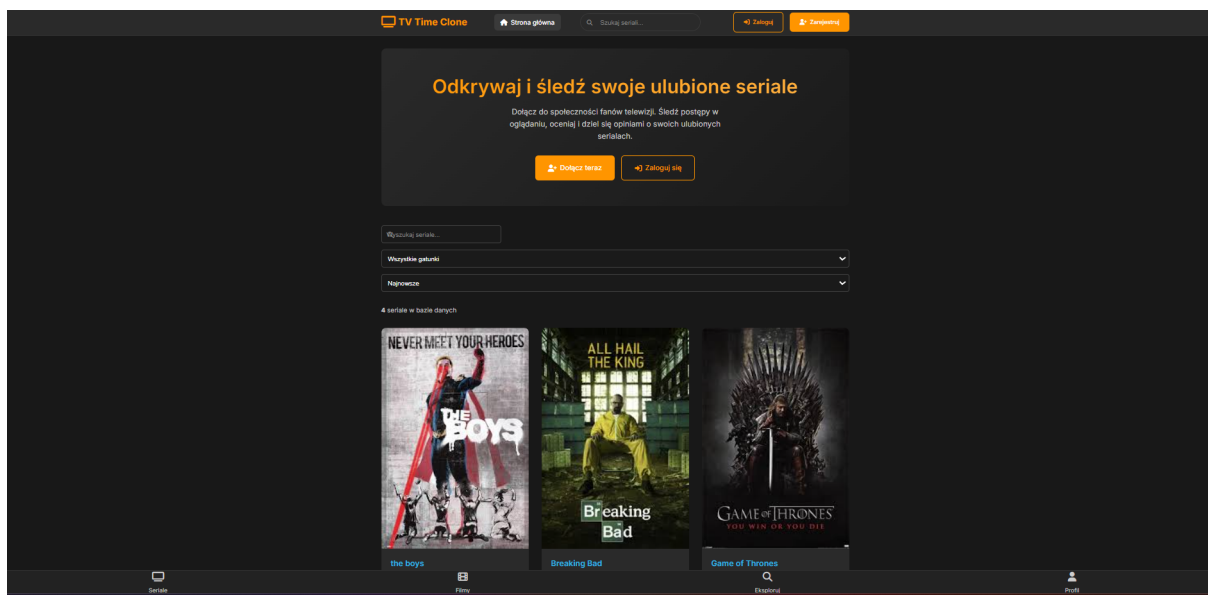 TV Time Clone
Strona główna
Szukaj seriali...
Zaloguj
Zarejestruj
Odkrywaj i śledź swoje ulubione seriale
Dołącz do społeczności fanów telewizji. Śledź postępy w
oglądaniu, oceniaj i dziel się opiniami o swoich ulubionych
serialach.
Dołącz teraz
Zaloguj się
seriale...
Wszystkie gatunki
Najnowsze
4 seriale w bazie danych
NEVER MEET YOUR HEROES
THE
BOYS
ALL HAIL
THE KING
Breaking
Bad
GAME OF THRONES
YOU WIN OR YOU DIE
the boys
Breaking Bad
Game of Thrones
Seriale
Filmy
Eksploruj
Profil